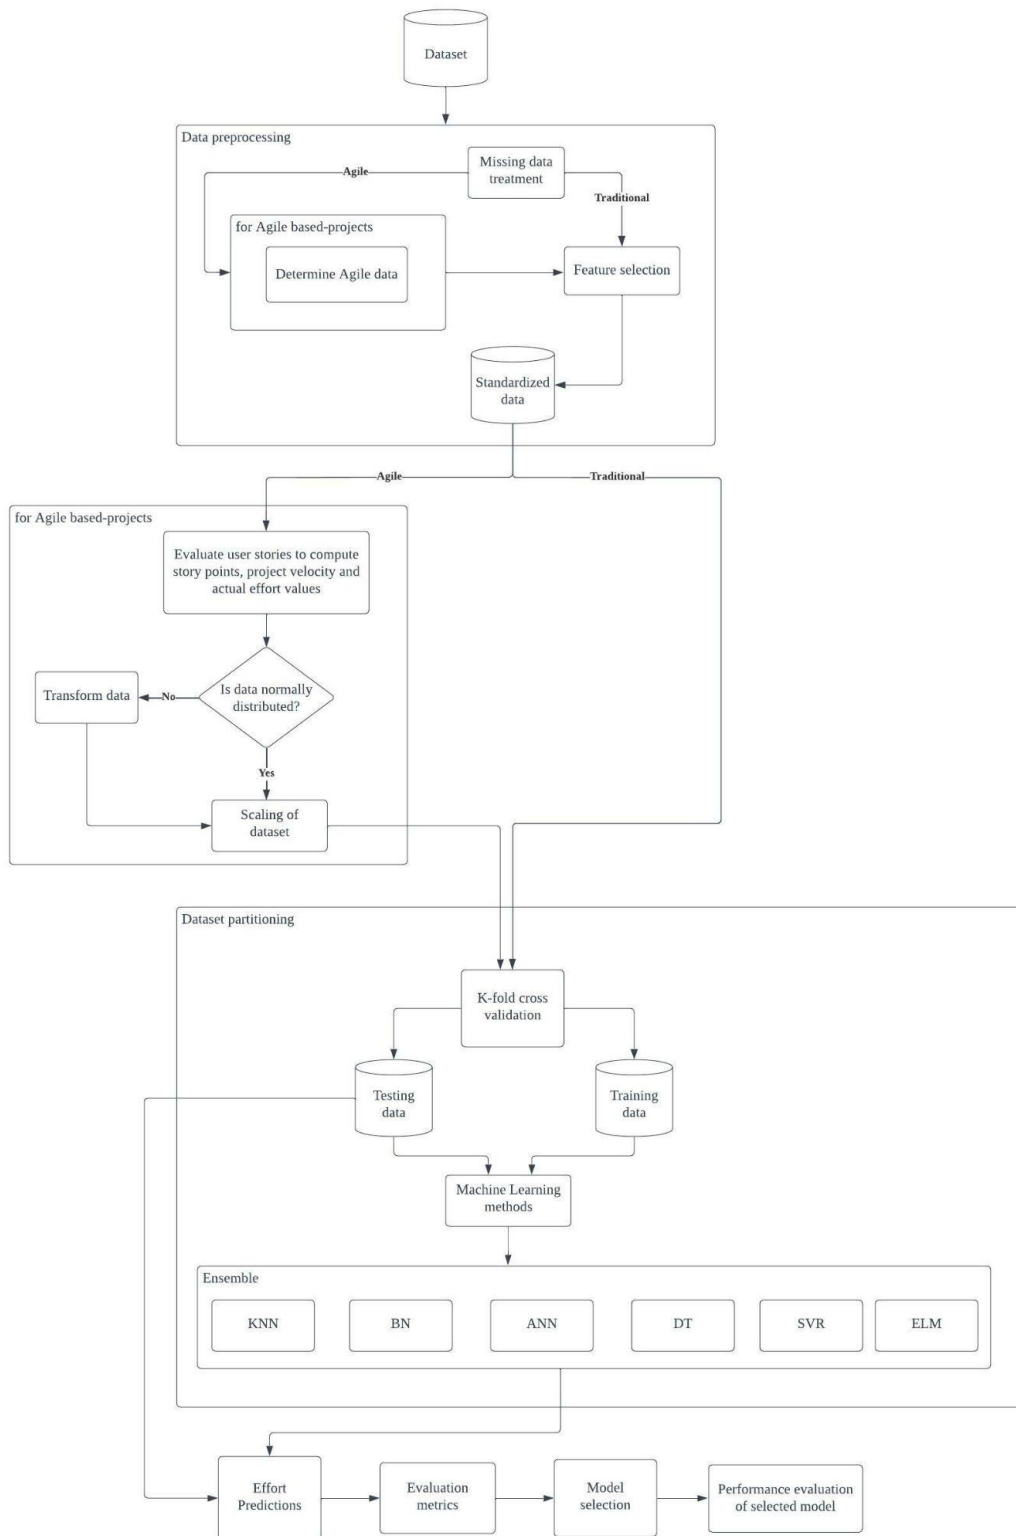 Dataset
Data preprocessing
Missing data
treatment
Agile
Traditional
for Agile based-projects
Determine Agile data
Feature selection
Standardized
data
Agile
Traditional
for Agile based-projects
Evaluate user stories to compute
story points, project velocity and
actual effort values
Is data normally
distributed?
No
Transform data
Yes
Scaling of
dataset
Dataset partitioning
K-fold cross
validation
Testing
data
Training
data
Machine Learning
methods
Ensemble
KNN
BN
ANN
DT
SVR
ELM
Effort
Predictions
Evaluation
metrics
Model
selection
Performance evaluation
of selected model